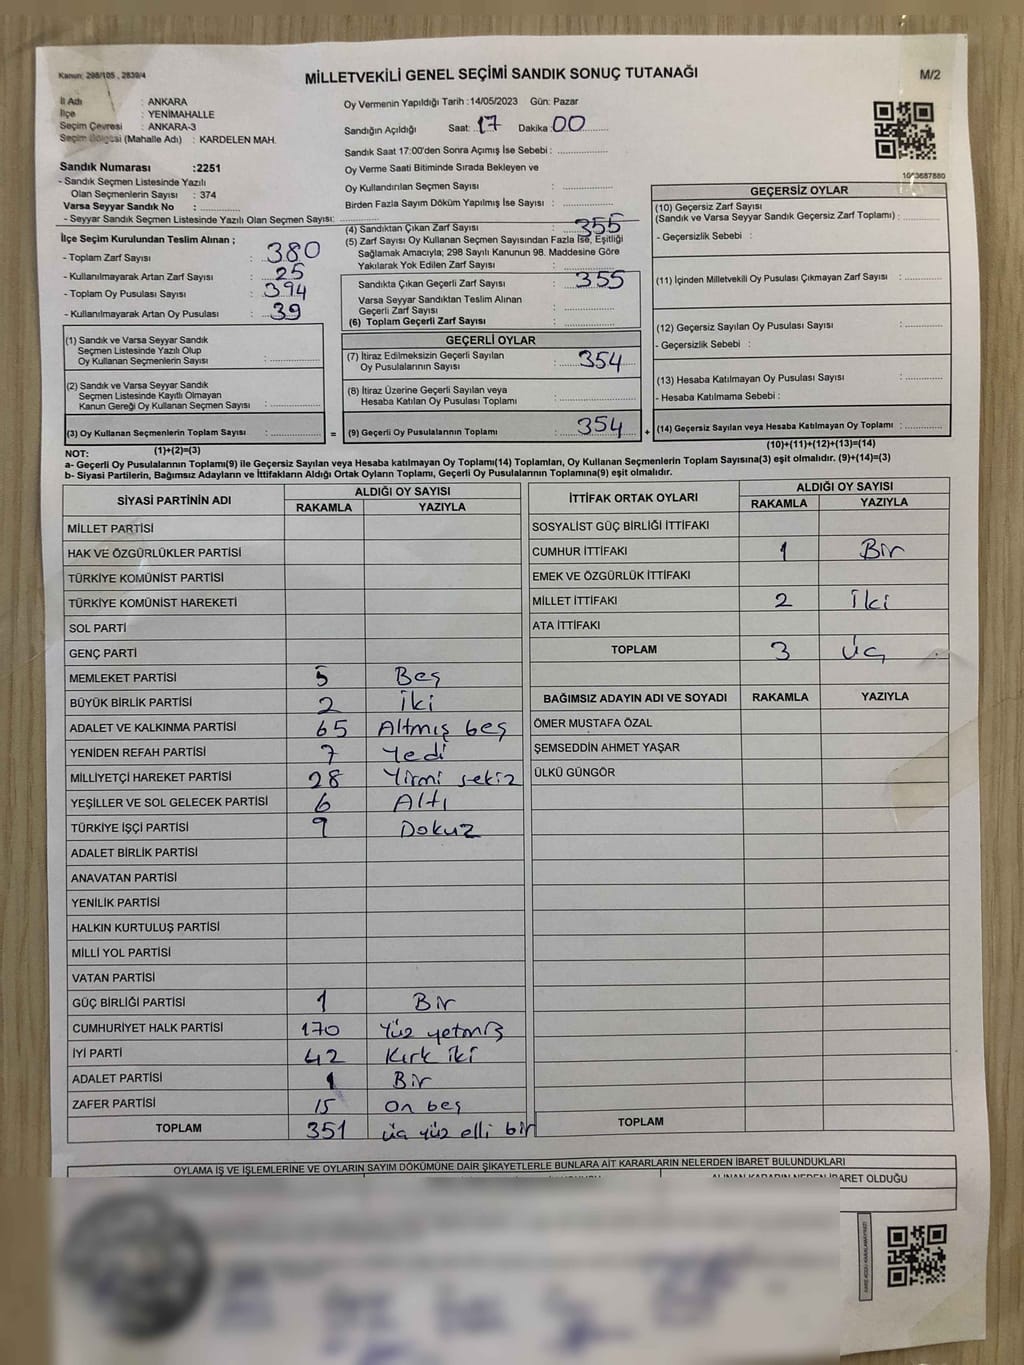 Kanun: 298/105 , 2839/4
MİLLETVEKİLİ GENEL SEÇİMİ SANDIK SONUÇ TUTANAĞI
M/2
İl Adı : ANKARA
İlçe : YENİMAHALLE
Seçim Çevresi : ANKARA-3
Seçim Bölgesi (Mahalle Adı) : KARDELEN MAH.
Oy Vermenin Yapıldığı Tarih :14/05/2023 Gün: Pazar
Sandığın Açıldığı Saat: 17 Dakika: 00
Sandık Saat 17:00'den Sonra Açımış İse Sebebi :
Oy Verme Saati Bitiminde Sırada Bekleyen ve
Oy Kullandırılan Seçmen Sayısı :
Birden Fazla Sayım Döküm Yapılmış İse Sayısı :
Sandık Numarası :2251
- Sandık Seçmen Listesinde Yazılı
Olan Seçmenlerin Sayısı : 374
Varsa Seyyar Sandık No :
- Seyyar Sandık Seçmen Listesinde Yazılı Olan Seçmen Sayısı:
İlçe Seçim Kurulundan Teslim Alınan ;
- Toplam Zarf Sayısı : 380
- Kullanılmayarak Artan Zarf Sayısı : 25
- Toplam Oy Pusulası Sayısı : 394
- Kullanılmayarak Artan Oy Pusulası : 39
(1) Sandık ve Varsa Seyyar Sandık
Seçmen Listesinde Yazılı Olup
Oy Kullanan Seçmenlerin Sayısı :
(2) Sandık ve Varsa Seyyar Sandık
Seçmen Listesinde Kayıtlı Olmayan
Kanun Gereği Oy Kullanan Seçmen Sayısı :
(3) Oy Kullanan Seçmenlerin Toplam Sayısı :
(1)+(2)=(3)
(4) Sandıktan Çıkan Zarf Sayısı : 355
(5) Zarf Sayısı Oy Kullanan Seçmen Sayısından Fazla İse, Eşitliği
Sağlamak Amacıyla; 298 Sayılı Kanunun 98. Maddesine Göre
Yakılarak Yok Edilen Zarf Sayısı :
Sandıkta Çıkan Geçerli Zarf Sayısı : 355
Varsa Seyyar Sandıktan Teslim Alınan
Geçerli Zarf Sayısı :
(6) Toplam Geçerli Zarf Sayısı :
GEÇERLİ OYLAR
(7) İtiraz Edilmeksizin Geçerli Sayılan
Oy Pusulalarının Sayısı : 354
(8) İtiraz Üzerine Geçerli Sayılan veya
Hesaba Katılan Oy Pusulası Toplamı :
= (9) Geçerli Oy Pusulalarının Toplamı : 354 +
GEÇERSİZ OYLAR
(10) Geçersiz Zarf Sayısı
(Sandık ve Varsa Seyyar Sandık Geçersiz Zarf Toplamı) :
- Geçersizlik Sebebi :
(11) İçinden Milletvekili Oy Pusulası Çıkmayan Zarf Sayısı :
(12) Geçersiz Sayılan Oy Pusulası Sayısı :
- Geçersizlik Sebebi :
(13) Hesaba Katılmayan Oy Pusulası Sayısı :
- Hesaba Katılmama Sebebi :
(14) Geçersiz Sayılan veya Hesaba Katılmayan Oy Toplamı :
(10)+(11)+(12)+(13)=(14)
NOT:
a- Geçerli Oy Pusulalarının Toplamı(9) ile Geçersiz Sayılan veya Hesaba katılmayan Oy Toplamı(14) Toplamları, Oy Kullanan Seçmenlerin Toplam Sayısına(3) eşit olmalıdır. (9)+(14)=(3)
b- Siyasi Partilerin, Bağımsız Adayların ve İttifakların Aldığı Ortak Oyların Toplamı, Geçerli Oy Pusulalarının Toplamına(9) eşit olmalıdır.
SİYASİ PARTİNİN ADI ALDIĞI OY SAYISI
RAKAMLA YAZIYLA
MİLLET PARTİSİ
HAK VE ÖZGÜRLÜKLER PARTİSİ
TÜRKİYE KOMÜNİST PARTİSİ
TÜRKİYE KOMÜNİST HAREKETİ
SOL PARTİ
GENÇ PARTİ
MEMLEKET PARTİSİ 5 Beş
BÜYÜK BİRLİK PARTİSİ 2 İki
ADALET VE KALKINMA PARTİSİ 65 Altmış beş
YENİDEN REFAH PARTİSİ 7 Yedi
MİLLİYETÇİ HAREKET PARTİSİ 28 Yirmi sekiz
YEŞİLLER VE SOL GELECEK PARTİSİ 6 Altı
TÜRKİYE İŞÇİ PARTİSİ 9 Dokuz
ADALET BİRLİK PARTİSİ
ANAVATAN PARTİSİ
YENİLİK PARTİSİ
HALKIN KURTULUŞ PARTİSİ
MİLLİ YOL PARTİSİ
VATAN PARTİSİ
GÜÇ BİRLİĞİ PARTİSİ 1 Bir
CUMHURİYET HALK PARTİSİ 170 Yüz yetmiş
İYİ PARTİ 42 Kırk iki
ADALET PARTİSİ 1 Bir
ZAFER PARTİSİ 15 On beş
TOPLAM 351 üç yüz elli bir
İTTİFAK ORTAK OYLARI ALDIĞI OY SAYISI
RAKAMLA YAZIYLA
SOSYALİST GÜÇ BİRLİĞİ İTTİFAKI
CUMHUR İTTİFAKI 1 Bir
EMEK VE ÖZGÜRLÜK İTTİFAKI
MİLLET İTTİFAKI 2 İki
ATA İTTİFAKI
TOPLAM 3 Üç
BAĞIMSIZ ADAYIN ADI VE SOYADI RAKAMLA YAZIYLA
ÖMER MUSTAFA ÖZAL
ŞEMSEDDİN AHMET YAŞAR
ÜLKÜ GÜNGÖR
TOPLAM
OYLAMA İŞ VE İŞLEMLERİNE VE OYLARIN SAYIM DÖKÜMÜNE DAİR ŞİKAYETLERLE BUNLARA AİT KARARLARIN NELERDEN İBARET BULUNDUKLARI
ALINAN KARARIN NEDEN İBARET OLDUĞU